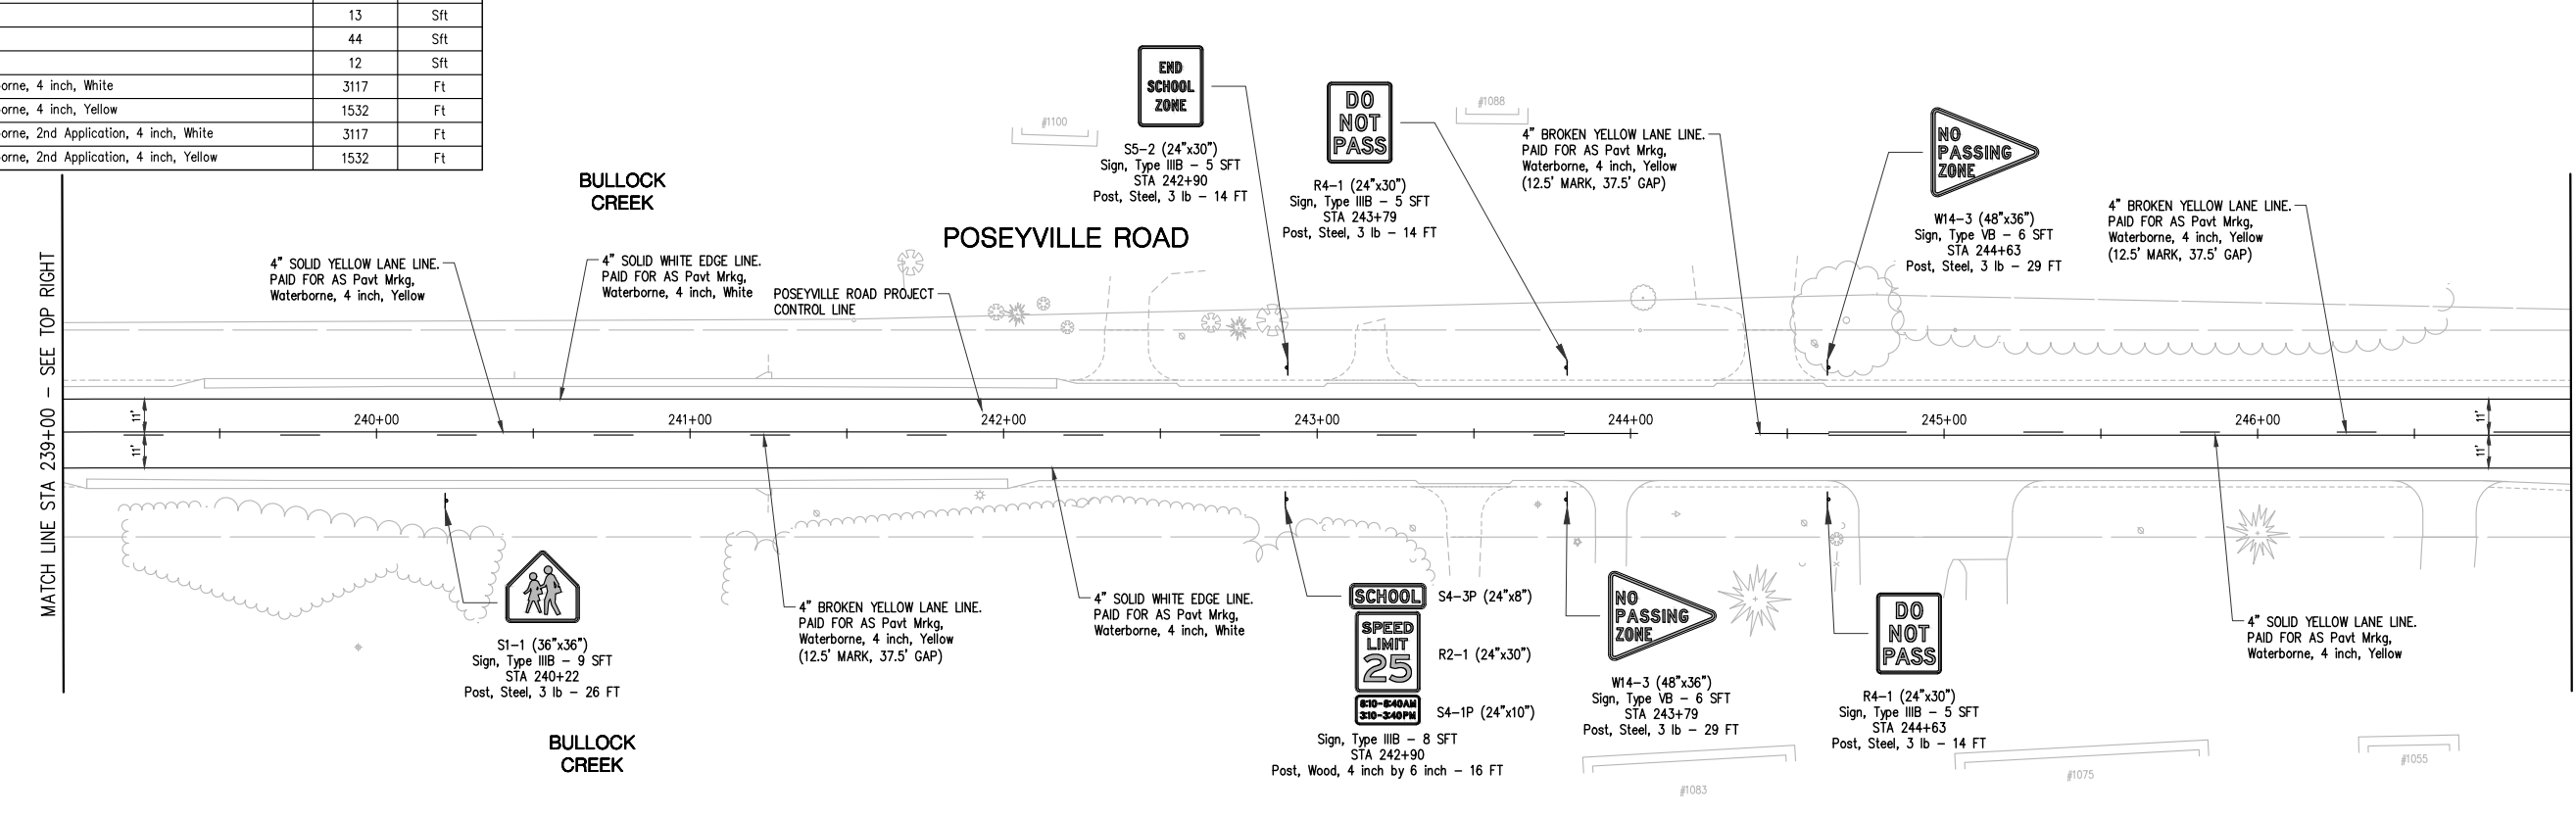 13 Sft
44 Sft
12 Sft
orne, 4 inch, White 3117 Ft
orne, 4 inch, Yellow 1532 Ft
orne, 2nd Application, 4 inch, White 3117 Ft
orne, 2nd Application, 4 inch, Yellow 1532 Ft
MATCH LINE STA 239+00 - SEE TOP RIGHT
BULLOCK
CREEK
POSEYVILLE ROAD
4" SOLID YELLOW LANE LINE.
PAID FOR AS Pavt Mrkg,
Waterborne, 4 inch, Yellow
4" SOLID WHITE EDGE LINE.
PAID FOR AS Pavt Mrkg,
Waterborne, 4 inch, White
POSEYVILLE ROAD PROJECT
CONTROL LINE
#1100
END
SCHOOL
ZONE
S5-2 (24"x30")
Sign, Type IIIB - 5 SFT
STA 242+90
Post, Steel, 3 lb - 14 FT
DO
NOT
PASS
R4-1 (24"x30")
Sign, Type IIIB - 5 SFT
STA 243+79
Post, Steel, 3 lb - 14 FT
#1088
4" BROKEN YELLOW LANE LINE.
PAID FOR AS Pavt Mrkg,
Waterborne, 4 inch, Yellow
(12.5' MARK, 37.5' GAP)
NO
PASSING
ZONE
W14-3 (48"x36")
Sign, Type VB - 6 SFT
STA 244+63
Post, Steel, 3 lb - 29 FT
4" BROKEN YELLOW LANE LINE.
PAID FOR AS Pavt Mrkg,
Waterborne, 4 inch, Yellow
(12.5' MARK, 37.5' GAP)
11'
11'
240+00 241+00 242+00 243+00 244+00 245+00 246+00
11'
11'
S1-1 (36"x36")
Sign, Type IIIB - 9 SFT
STA 240+22
Post, Steel, 3 lb - 26 FT
BULLOCK
CREEK
4" BROKEN YELLOW LANE LINE.
PAID FOR AS Pavt Mrkg,
Waterborne, 4 inch, Yellow
(12.5' MARK, 37.5' GAP)
4" SOLID WHITE EDGE LINE.
PAID FOR AS Pavt Mrkg,
Waterborne, 4 inch, White
SCHOOL S4-3P (24"x8")
SPEED
LIMIT
25
R2-1 (24"x30")
8:10-8:40AM
3:10-3:40PM
S4-1P (24"x10")
Sign, Type IIIB - 8 SFT
STA 242+90
Post, Wood, 4 inch by 6 inch - 16 FT
NO
PASSING
ZONE
W14-3 (48"x36")
Sign, Type VB - 6 SFT
STA 243+79
Post, Steel, 3 lb - 29 FT
#1083
DO
NOT
PASS
R4-1 (24"x30")
Sign, Type IIIB - 5 SFT
STA 244+63
Post, Steel, 3 lb - 14 FT
#1075
4" SOLID YELLOW LANE LINE.
PAID FOR AS Pavt Mrkg,
Waterborne, 4 inch, Yellow
#1055